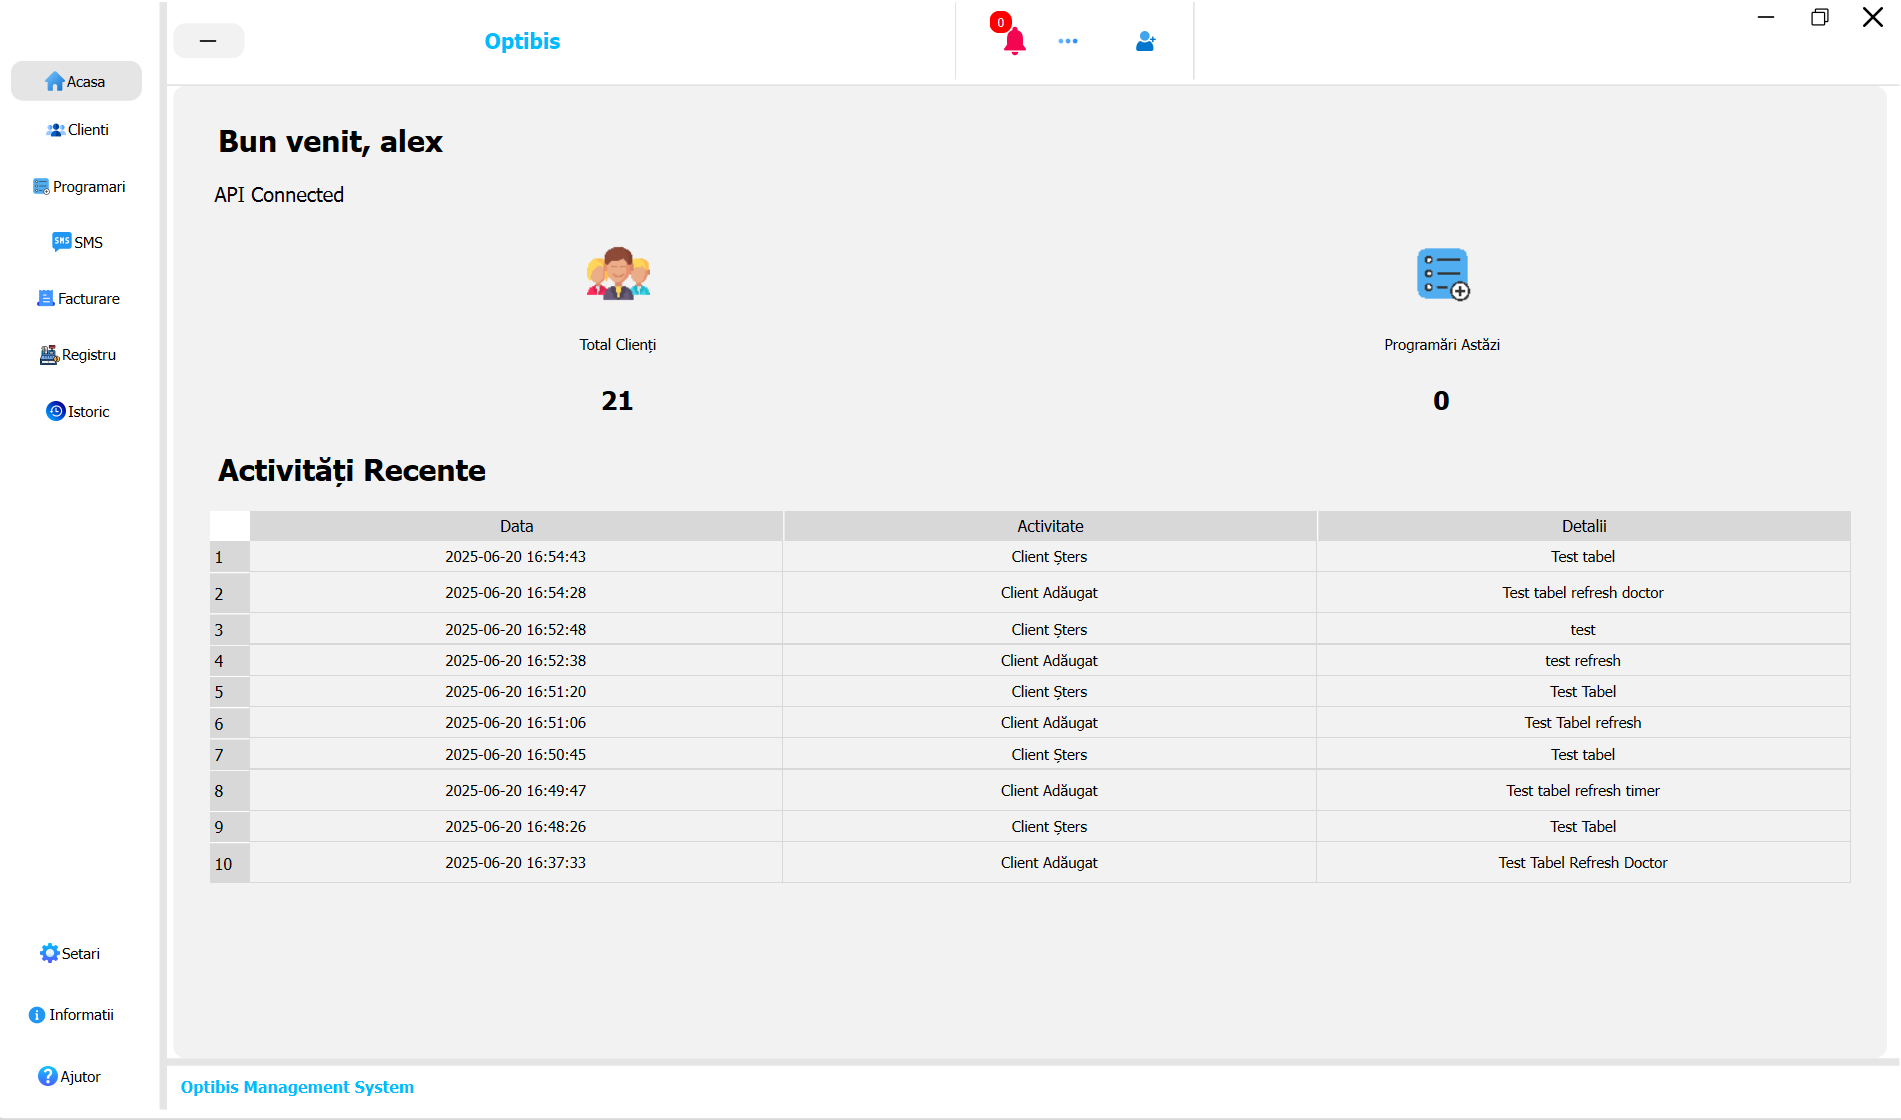 Optibis
0
Acasa
Clienti
Programari
SMS
SMS
Facturare
Registru
Istoric
Setari
Informatii
Ajutor
Bun venit, alex
API Connected
Total Clienți
Programări Astăzi
21
0
Activități Recente
Data Activitate Detalii
1 2025-06-20 16:54:43 Client Șters Test tabel
2 2025-06-20 16:54:28 Client Adăugat Test tabel refresh doctor
3 2025-06-20 16:52:48 Client Șters test
4 2025-06-20 16:52:38 Client Adăugat test refresh
5 2025-06-20 16:51:20 Client Șters Test Tabel
6 2025-06-20 16:51:06 Client Adăugat Test Tabel refresh
7 2025-06-20 16:50:45 Client Șters Test tabel
8 2025-06-20 16:49:47 Client Adăugat Test tabel refresh timer
9 2025-06-20 16:48:26 Client Șters Test Tabel
10 2025-06-20 16:37:33 Client Adăugat Test Tabel Refresh Doctor
Optibis Management System